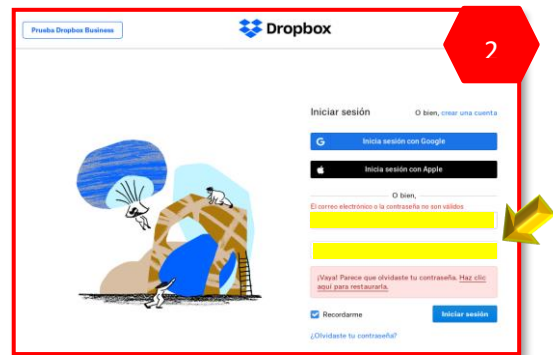 Prueba Dropbox Business
Dropbox
2
Iniciar sesión
O bien, crear una cuenta
G Inicia sesión con Google
Inicia sesión con Apple
O bien,
El correo electrónico o la contraseña no son válidos
¡Vaya! Parece que olvidaste tu contraseña. Haz clic
aquí para restaurarla.
Recordarme
Iniciar sesión
¿Olvidaste tu contraseña?